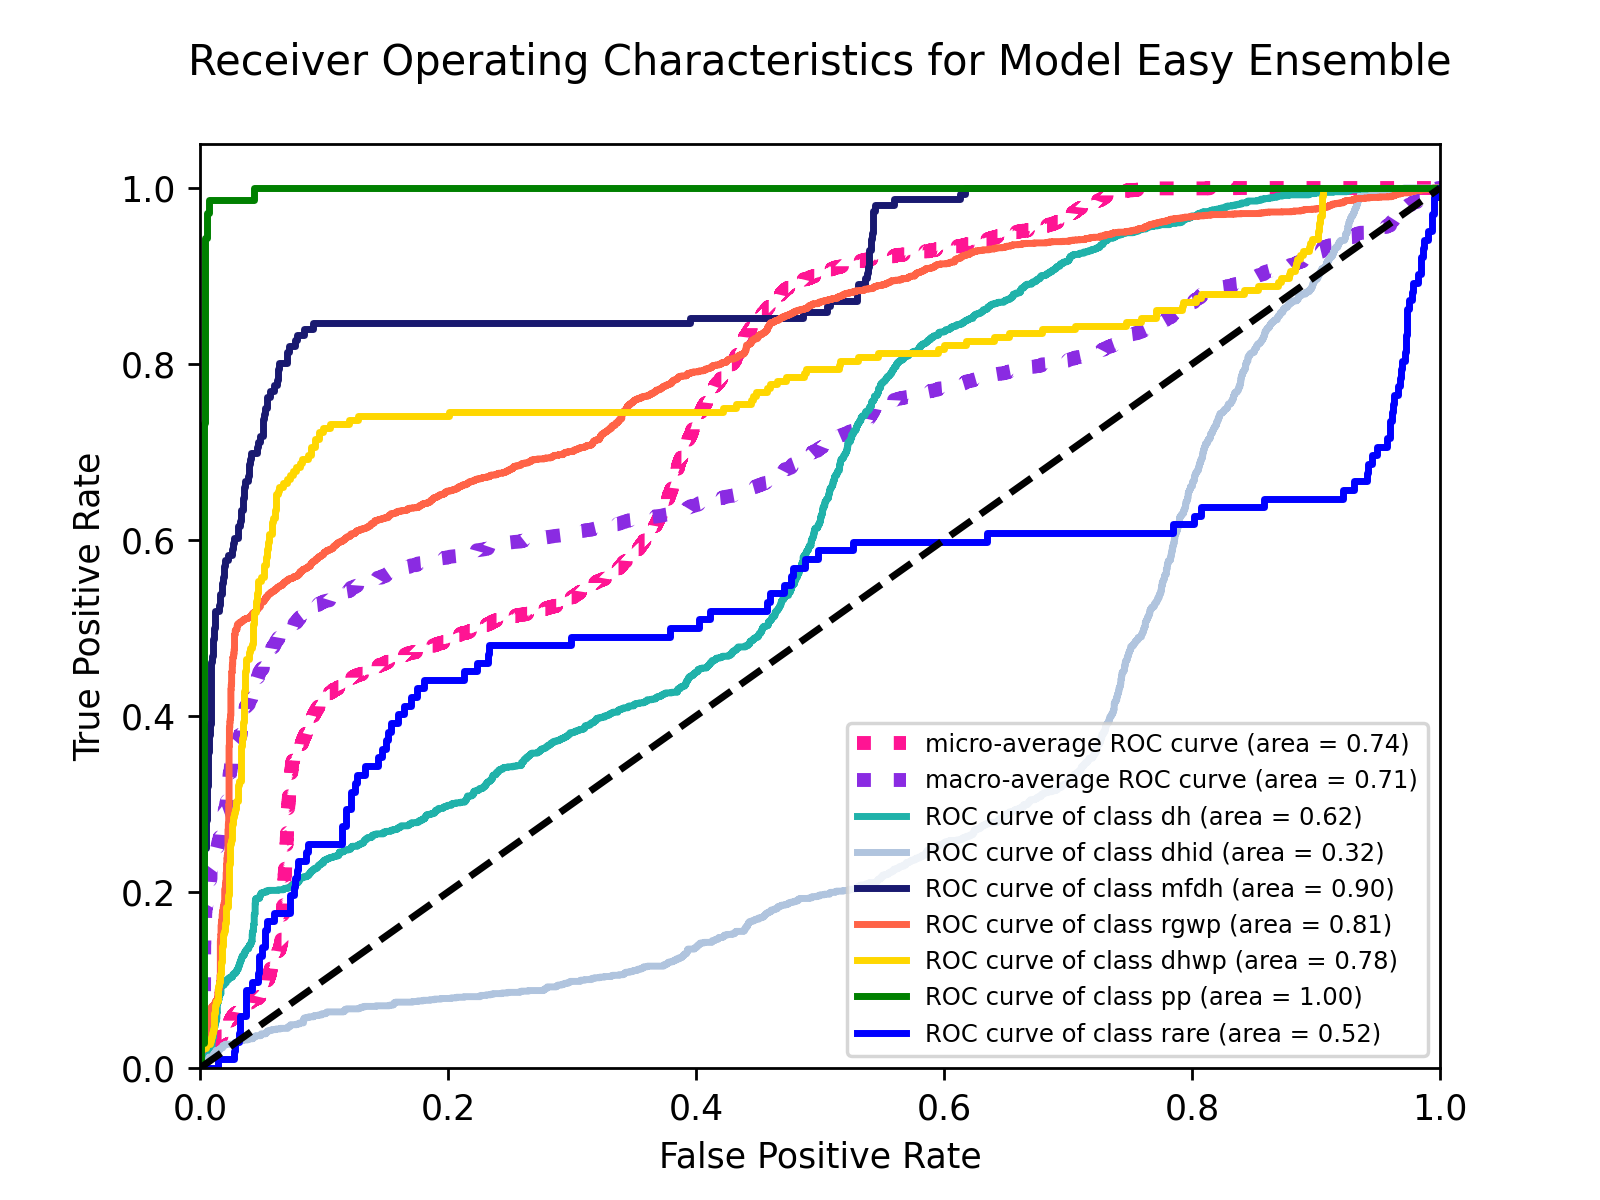 Receiver Operating Characteristics for Model Easy Ensemble
1.0
0.8
0.6
0.4
0.2
0.0
True Positive Rate
micro-average ROC curve (area = 0.74)
macro-average ROC curve (area = 0.71)
ROC curve of class dh (area = 0.62)
ROC curve of class dhid (area = 0.32)
ROC curve of class mfdh (area = 0.90)
ROC curve of class rgwp (area = 0.81)
ROC curve of class dhwp (area = 0.78)
ROC curve of class pp (area = 1.00)
ROC curve of class rare (area = 0.52)
0.0 0.2 0.4 0.6 0.8 1.0
False Positive Rate